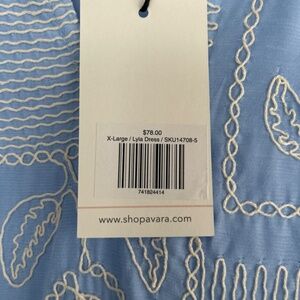 $78.00
X-Large / Lyla Dress / SKU14708-5
741824414
www.shopavara.com